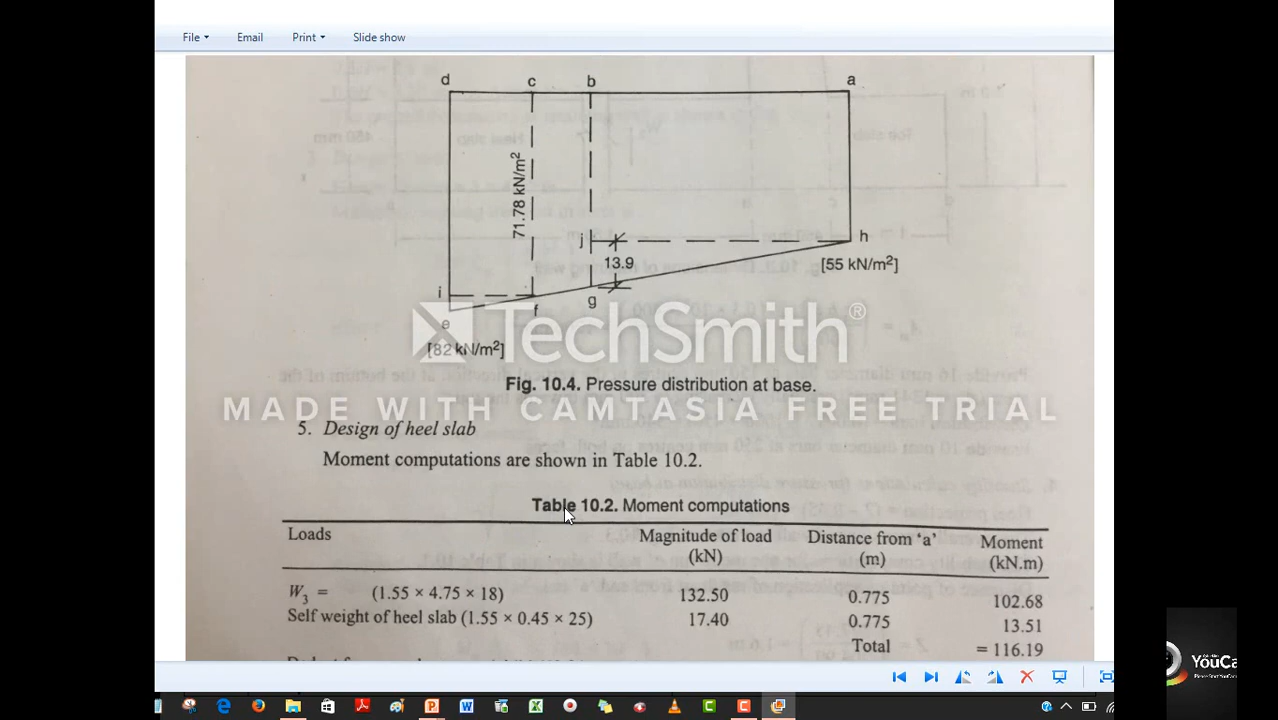 File Email Print Slide show
d c b a
71.78 kN/m²
j h
13.9 [55 kN/m²]
i g
e f
[82 kN/m²]
TechSmith
Fig. 10.4. Pressure distribution at base.
MADE WITH CAMTASIA FREE TRIAL
5. Design of heel slab
Moment computations are shown in Table 10.2.
Table 10.2. Moment computations
Loads Magnitude of load Distance from ‘a’ Moment
(kN) (m) (kN.m)
W₃ = (1.55 × 4.75 × 18) 132.50 0.775 102.68
Self weight of heel slab (1.55 × 0.45 × 25) 17.40 0.775 13.51
Total = 116.19